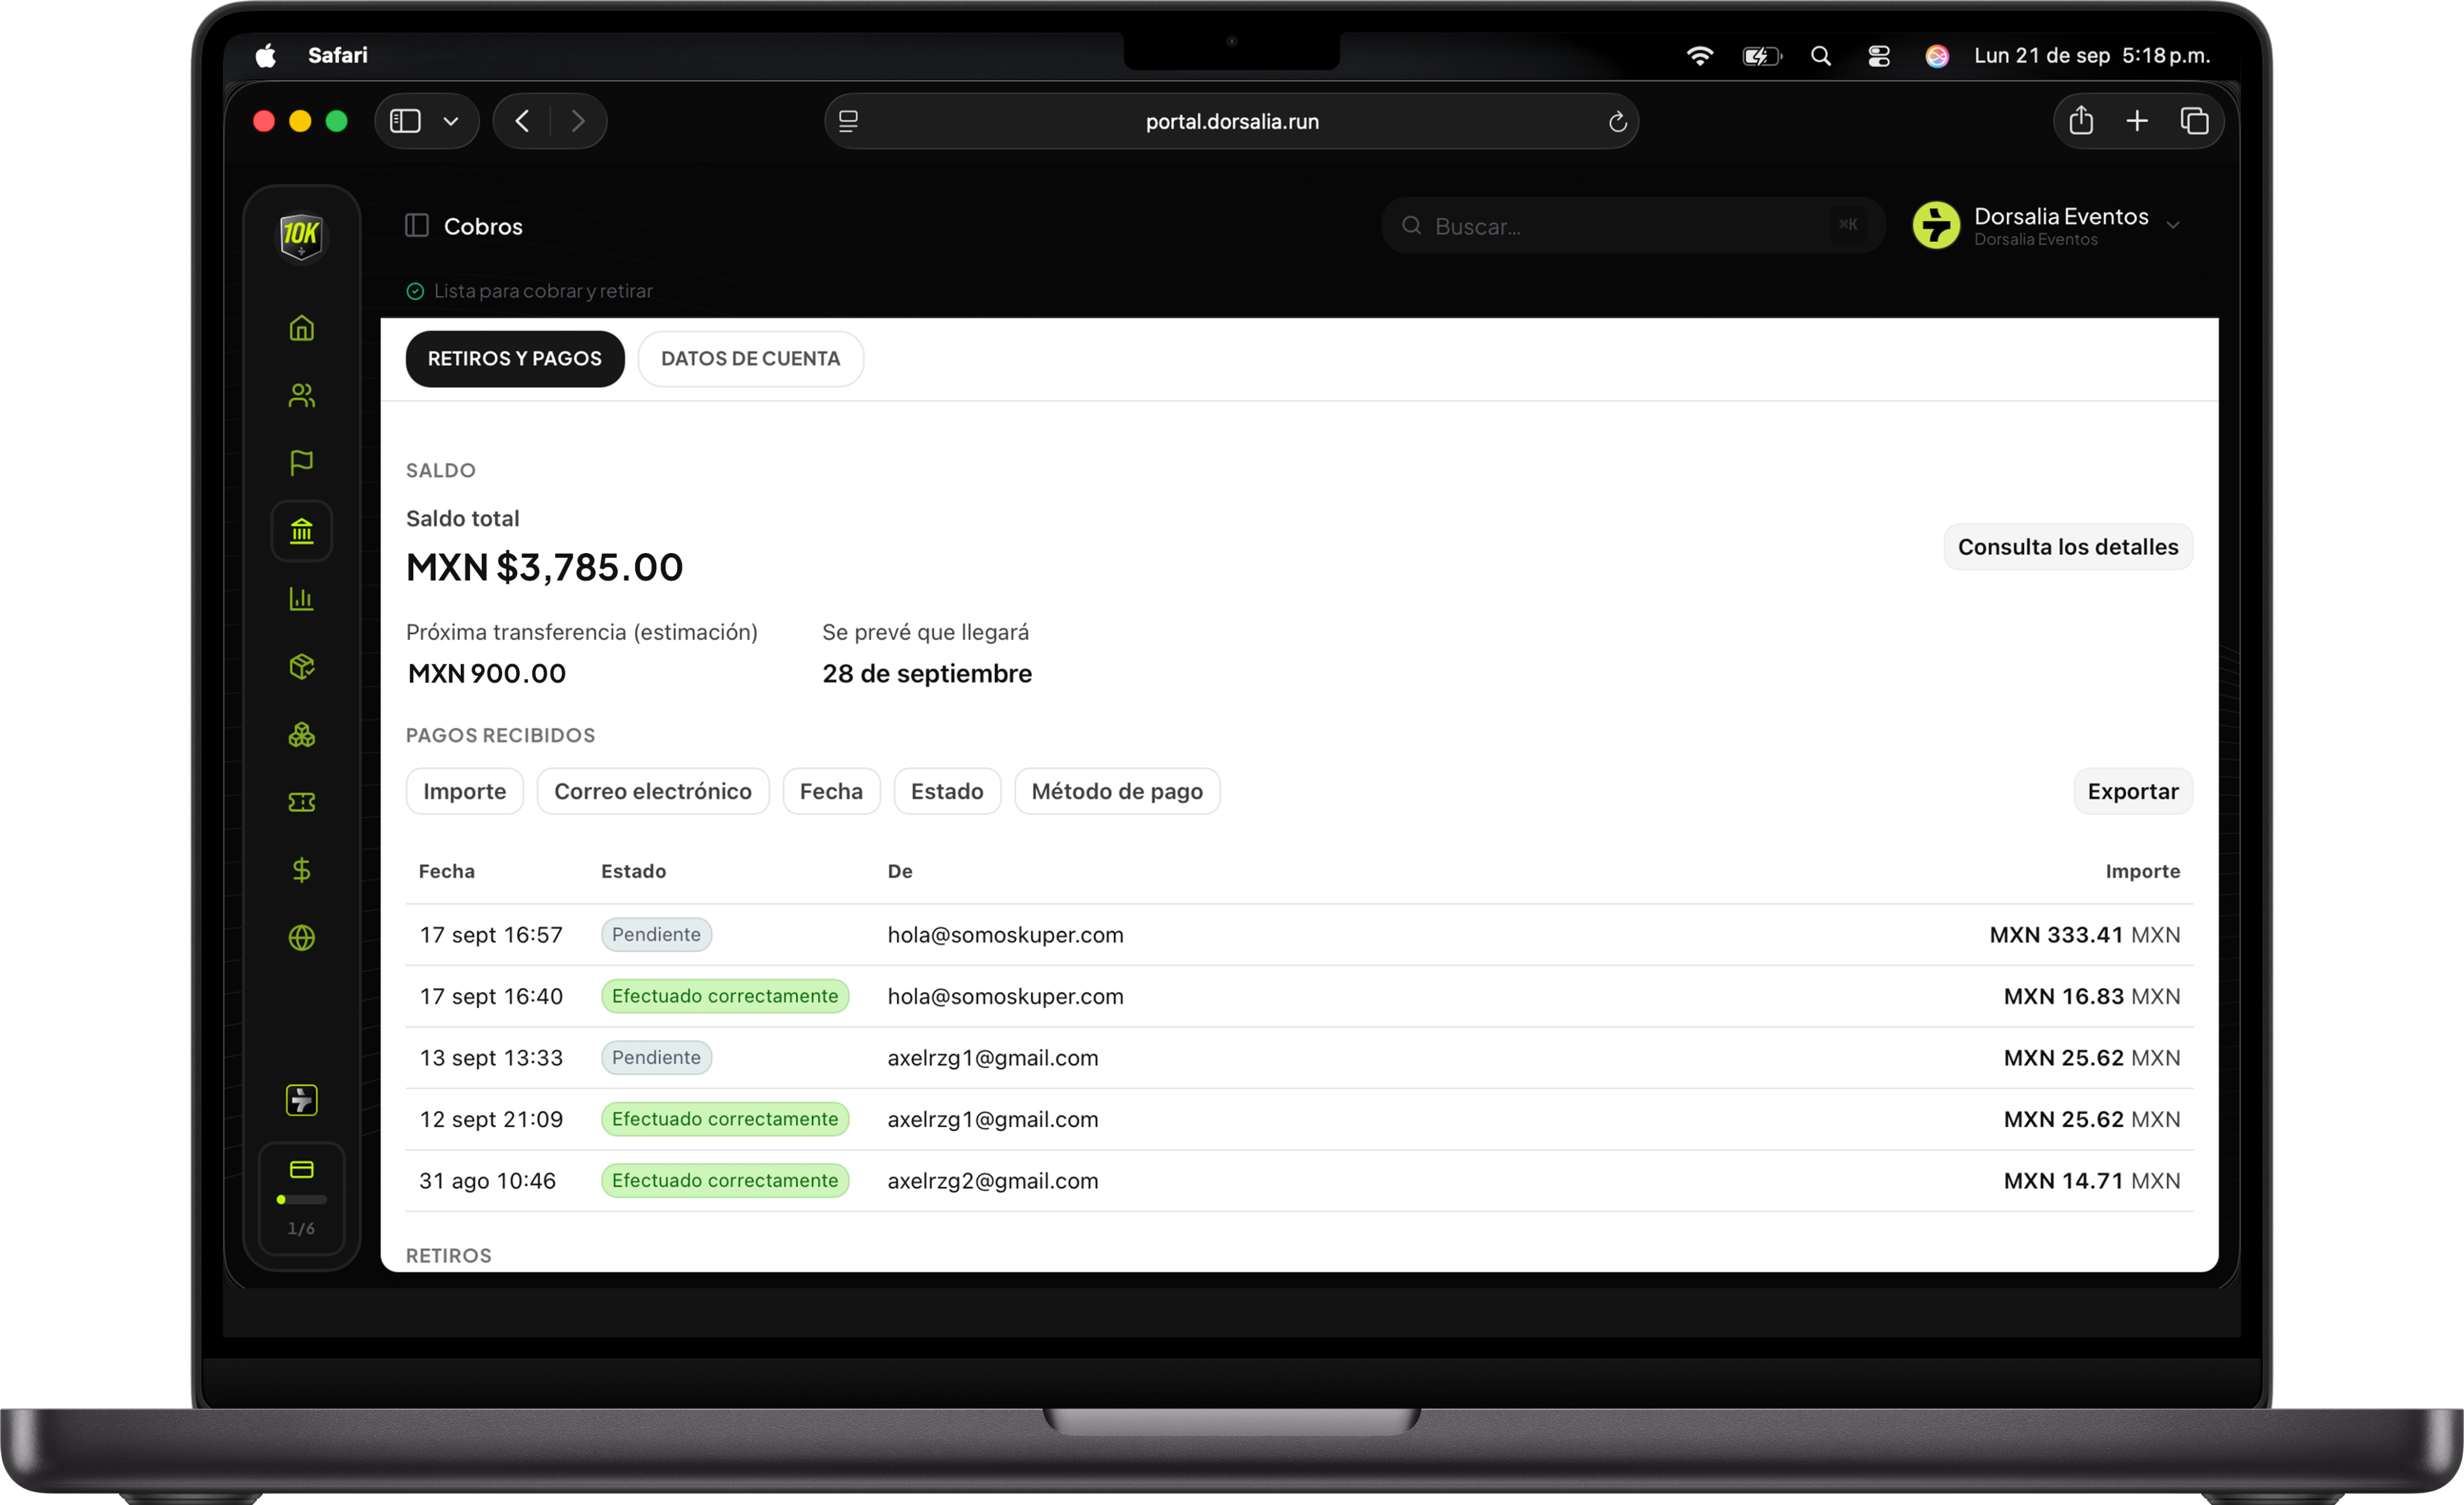 Safari
Lun 21 de sep 5:18 p.m.
portal.dorsalia.run
10K
Cobros
Buscar...
⌘K
Dorsalia Eventos
Dorsalia Eventos
Lista para cobrar y retirar
RETIROS Y PAGOS
DATOS DE CUENTA
SALDO
Saldo total
MXN $3,785.00
Consulta los detalles
Próxima transferencia (estimación)
Se prevé que llegará
MXN 900.00
28 de septiembre
PAGOS RECIBIDOS
Importe
Correo electrónico
Fecha
Estado
Método de pago
Exportar
Fecha Estado De Importe
17 sept 16:57 Pendiente hola@somoskuper.com MXN 333.41 MXN
17 sept 16:40 Efectuado correctamente hola@somoskuper.com MXN 16.83 MXN
13 sept 13:33 Pendiente axelrzg1@gmail.com MXN 25.62 MXN
12 sept 21:09 Efectuado correctamente axelrzg1@gmail.com MXN 25.62 MXN
31 ago 10:46 Efectuado correctamente axelrzg2@gmail.com MXN 14.71 MXN
1/6
RETIROS